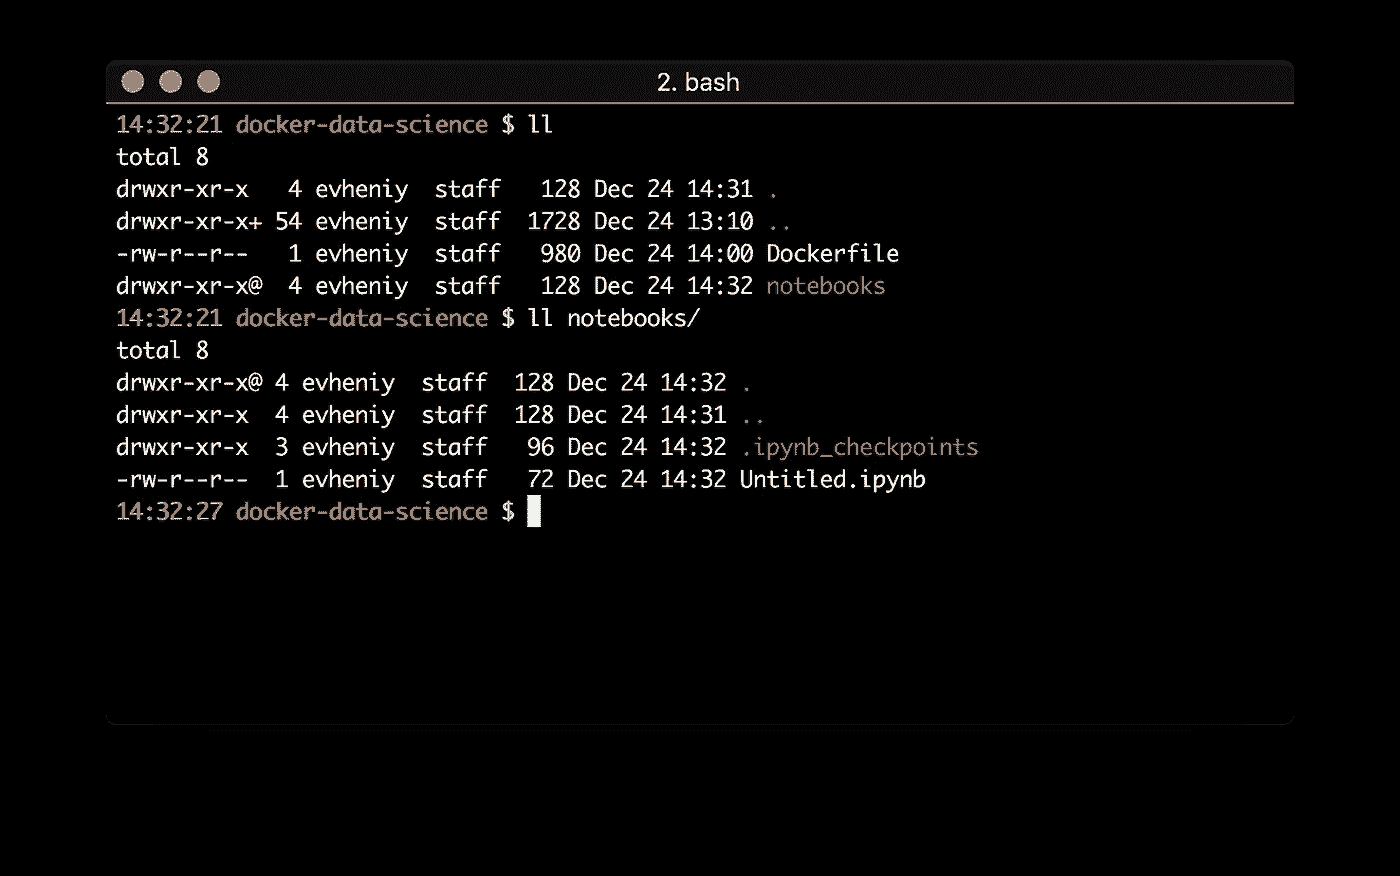 2. bash
14:32:21 docker-data-science $ ll
total 8
drwxr-xr-x   4 evheniy  staff   128 Dec 24 14:31 .
drwxr-xr-x+ 54 evheniy  staff  1728 Dec 24 13:10 ..
-rw-r--r--   1 evheniy  staff   980 Dec 24 14:00 Dockerfile
drwxr-xr-x@  4 evheniy  staff   128 Dec 24 14:32 notebooks
14:32:21 docker-data-science $ ll notebooks/
total 8
drwxr-xr-x@ 4 evheniy  staff  128 Dec 24 14:32 .
drwxr-xr-x  4 evheniy  staff  128 Dec 24 14:31 ..
drwxr-xr-x  3 evheniy  staff   96 Dec 24 14:32 .ipynb_checkpoints
-rw-r--r--  1 evheniy  staff   72 Dec 24 14:32 Untitled.ipynb
14:32:27 docker-data-science $